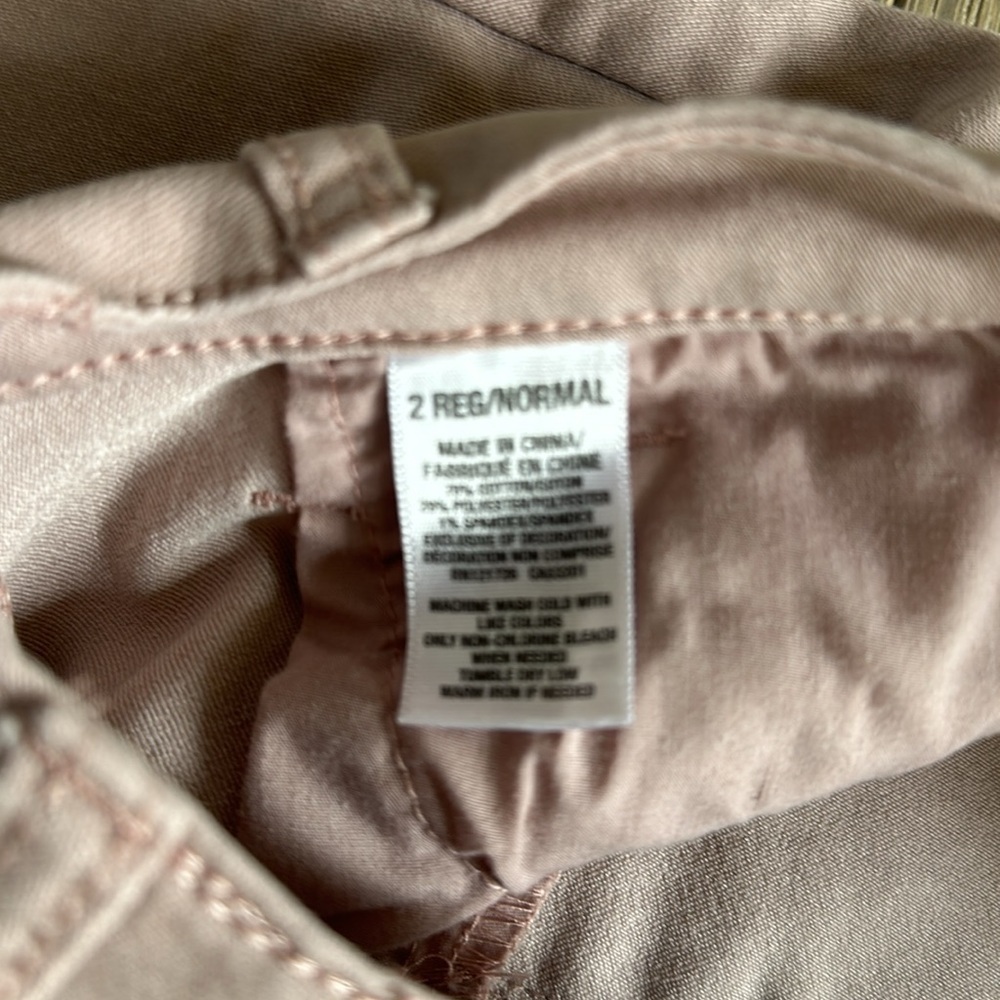 2 REG/NORMAL
MADE IN CHINA/
FABRIQUÉ EN CHINE
COTTON/COTON
POLYESTER/POLYESTER
1% SPANDEX/SPANDEX
EXCLUSIVE OF DECORATION/
DÉCORATION NON COMPRISE
MACHINE WASH COLD WITH
LIKE COLORS
ONLY NON-CHLORINE BLEACH
WHEN NEEDED
TUMBLE DRY LOW
WARM IRON IF NEEDED